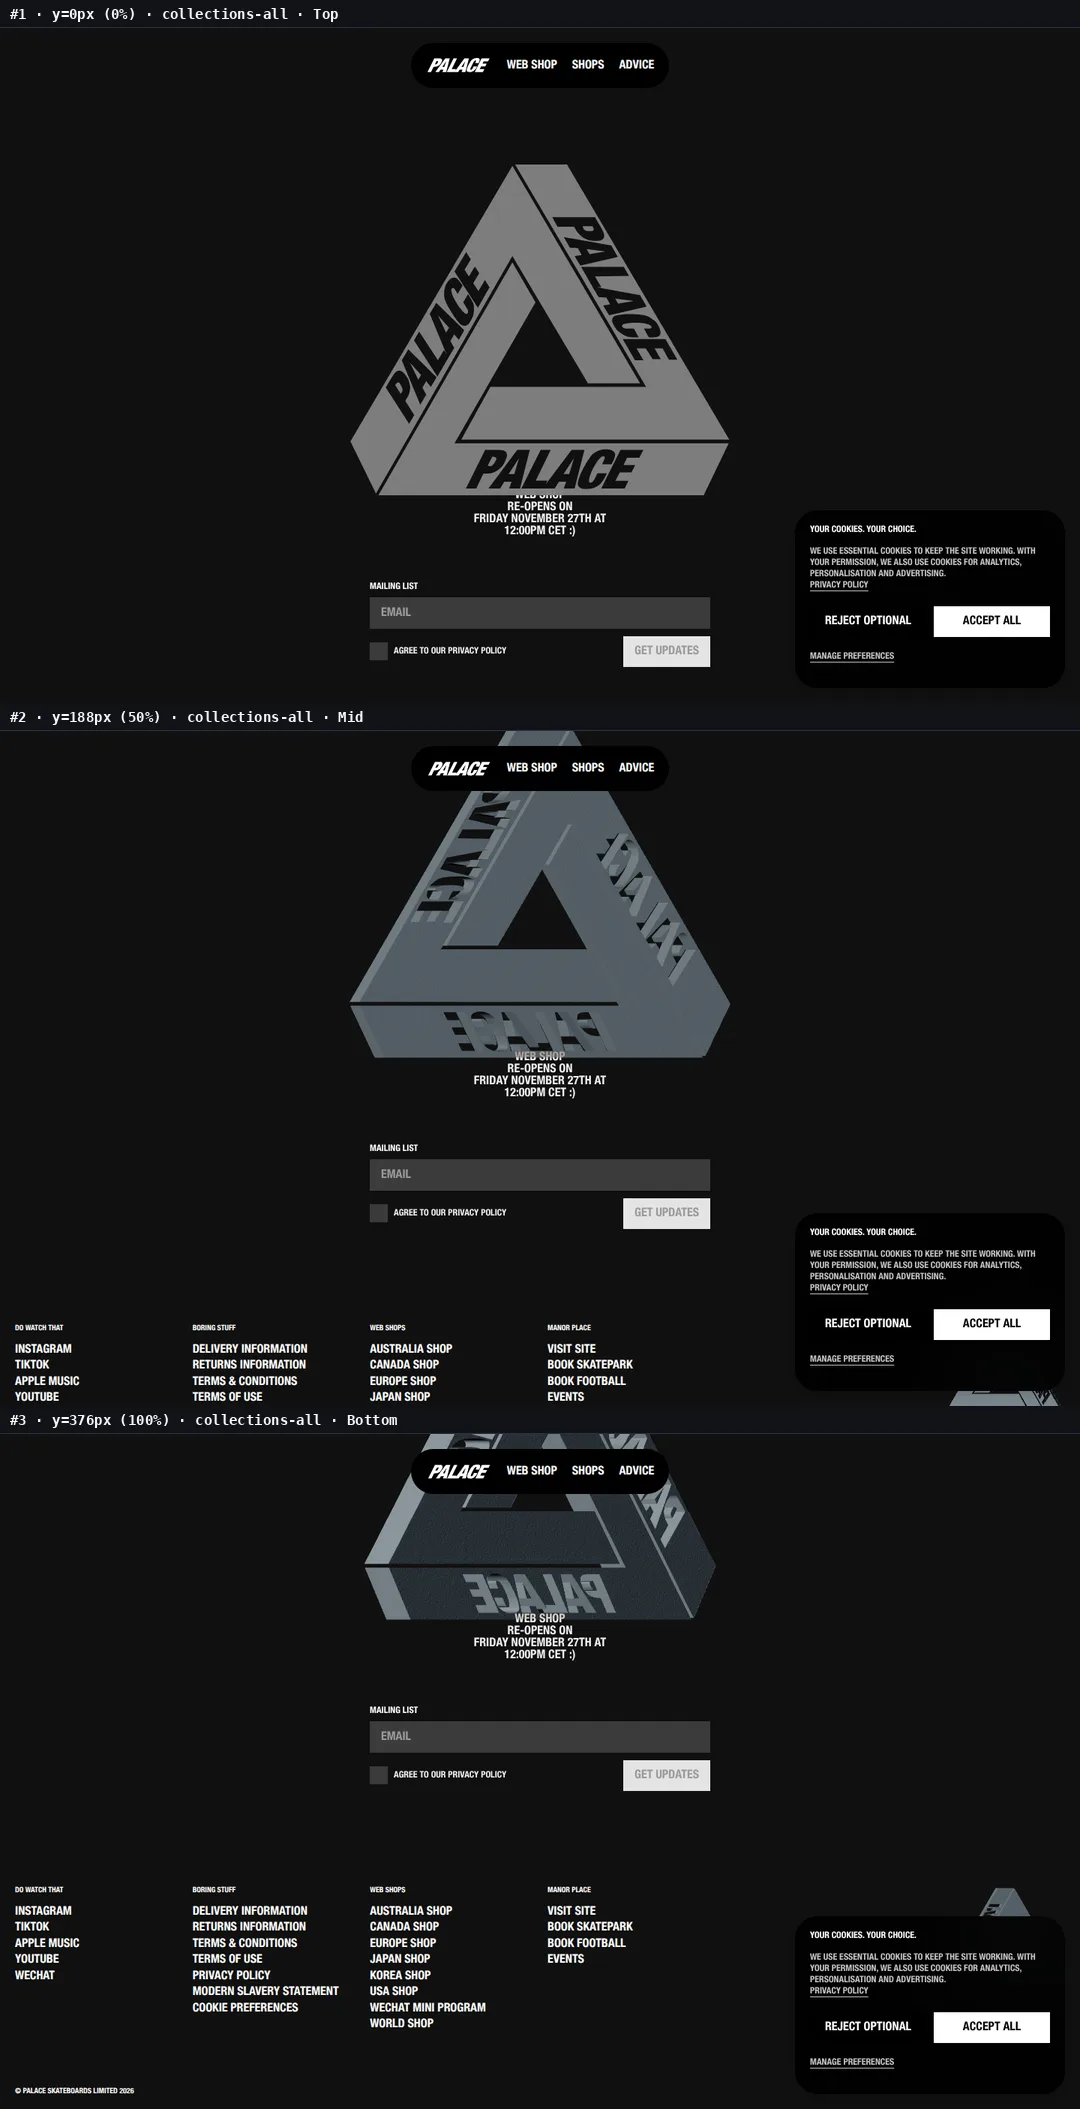 #1 · y=0px (0%) · collections-all · Top
PALACE WEB SHOP SHOPS ADVICE
PALACE
PALACE
PALACE
WEB SHOP
RE-OPENS ON
FRIDAY NOVEMBER 27TH AT
12:00PM CET :)
MAILING LIST
EMAIL
AGREE TO OUR PRIVACY POLICY
GET UPDATES
YOUR COOKIES. YOUR CHOICE.
WE USE ESSENTIAL COOKIES TO KEEP THE SITE WORKING. WITH
YOUR PERMISSION, WE ALSO USE COOKIES FOR ANALYTICS,
PERSONALISATION AND ADVERTISING.
PRIVACY POLICY
REJECT OPTIONAL
ACCEPT ALL
MANAGE PREFERENCES
#2 · y=188px (50%) · collections-all · Mid
PALACE WEB SHOP SHOPS ADVICE
PALACE
PALACE
PALACE
WEB SHOP
RE-OPENS ON
FRIDAY NOVEMBER 27TH AT
12:00PM CET :)
MAILING LIST
EMAIL
AGREE TO OUR PRIVACY POLICY
GET UPDATES
DO WATCH THAT
INSTAGRAM
TIKTOK
APPLE MUSIC
YOUTUBE
BORING STUFF
DELIVERY INFORMATION
RETURNS INFORMATION
TERMS & CONDITIONS
TERMS OF USE
WEB SHOPS
AUSTRALIA SHOP
CANADA SHOP
EUROPE SHOP
JAPAN SHOP
MANOR PLACE
VISIT SITE
BOOK SKATEPARK
BOOK FOOTBALL
EVENTS
YOUR COOKIES. YOUR CHOICE.
WE USE ESSENTIAL COOKIES TO KEEP THE SITE WORKING. WITH
YOUR PERMISSION, WE ALSO USE COOKIES FOR ANALYTICS,
PERSONALISATION AND ADVERTISING.
PRIVACY POLICY
REJECT OPTIONAL
ACCEPT ALL
MANAGE PREFERENCES
#3 · y=376px (100%) · collections-all · Bottom
PALACE WEB SHOP SHOPS ADVICE
PALACE
WEB SHOP
RE-OPENS ON
FRIDAY NOVEMBER 27TH AT
12:00PM CET :)
MAILING LIST
EMAIL
AGREE TO OUR PRIVACY POLICY
GET UPDATES
DO WATCH THAT
INSTAGRAM
TIKTOK
APPLE MUSIC
YOUTUBE
WECHAT
BORING STUFF
DELIVERY INFORMATION
RETURNS INFORMATION
TERMS & CONDITIONS
TERMS OF USE
PRIVACY POLICY
MODERN SLAVERY STATEMENT
COOKIE PREFERENCES
WEB SHOPS
AUSTRALIA SHOP
CANADA SHOP
EUROPE SHOP
JAPAN SHOP
KOREA SHOP
USA SHOP
WECHAT MINI PROGRAM
WORLD SHOP
MANOR PLACE
VISIT SITE
BOOK SKATEPARK
BOOK FOOTBALL
EVENTS
YOUR COOKIES. YOUR CHOICE.
WE USE ESSENTIAL COOKIES TO KEEP THE SITE WORKING. WITH
YOUR PERMISSION, WE ALSO USE COOKIES FOR ANALYTICS,
PERSONALISATION AND ADVERTISING.
PRIVACY POLICY
REJECT OPTIONAL
ACCEPT ALL
MANAGE PREFERENCES
© PALACE SKATEBOARDS LIMITED 2026